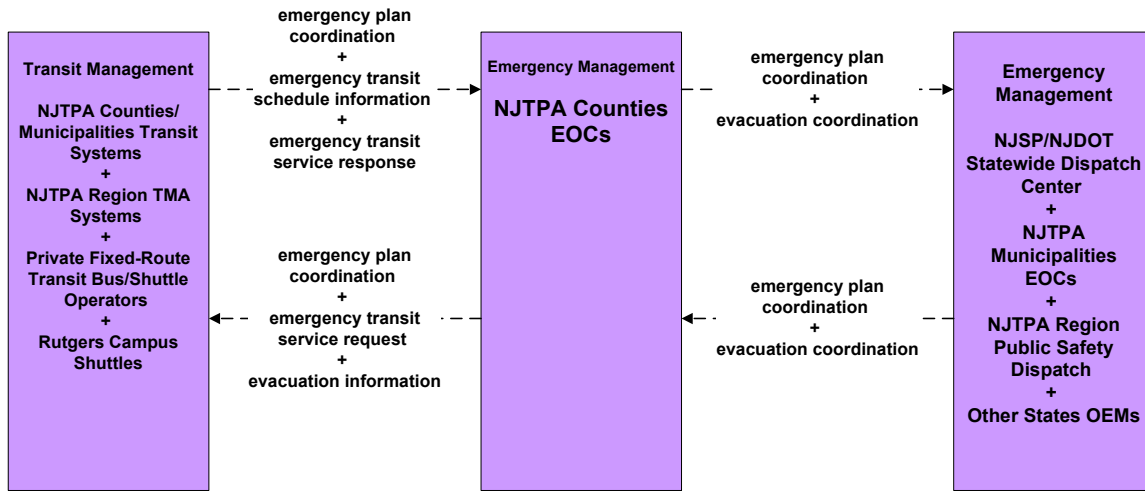 Transit Management
NJTPA Counties/
Municipalities Transit
Systems
+
NJTPA Region TMA
Systems
+
Private Fixed-Route
Transit Bus/Shuttle
Operators
+
Rutgers Campus
Shuttles
emergency plan
coordination
+
emergency transit
schedule information
+
emergency transit
service response
emergency plan
coordination
+
emergency transit
service request
+
evacuation information
Emergency Management
NJTPA Counties
EOCs
emergency plan
coordination
+
evacuation coordination
emergency plan
coordination
+
evacuation coordination
Emergency
Management
NJSP/NJDOT
Statewide Dispatch
Center
+
NJTPA
Municipalities
EOCs
+
NJTPA Region
Public Safety
Dispatch
+
Other States OEMs